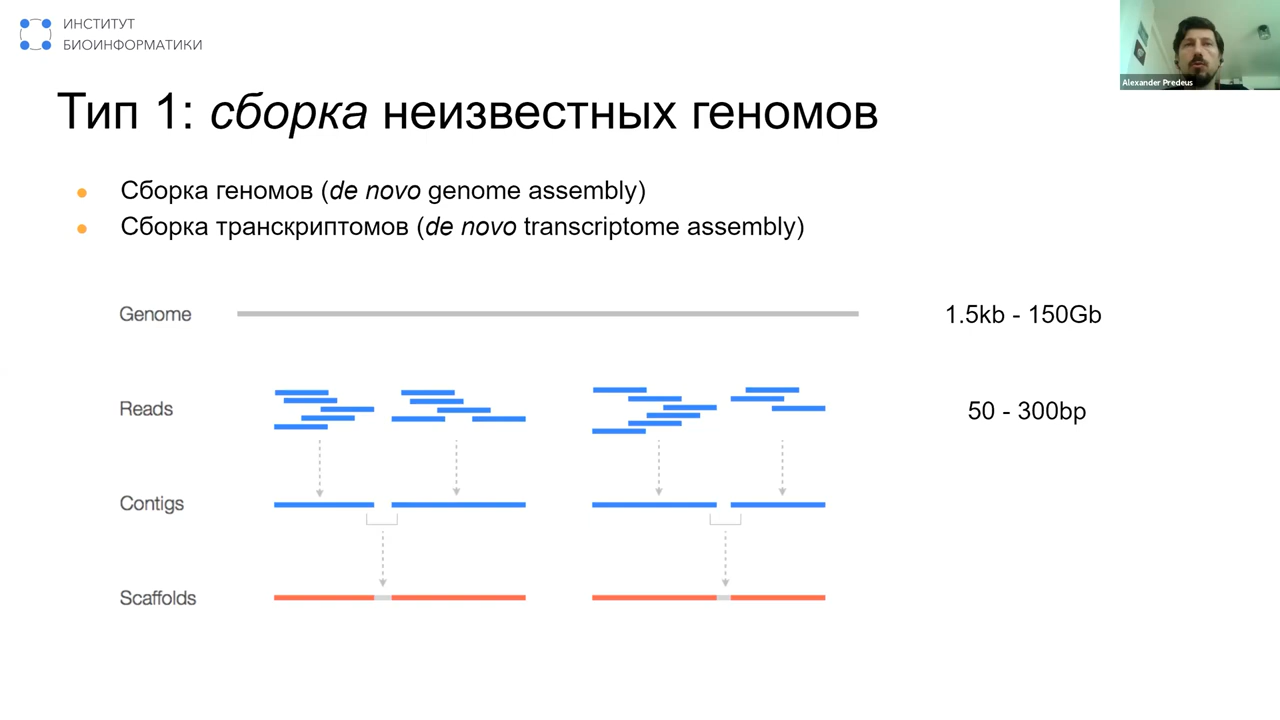 ИНСТИТУТ
БИОИНФОРМАТИКИ
Alexander Predeus
Тип 1: сборка неизвестных геномов
Сборка геномов (de novo genome assembly)
Сборка транскриптомов (de novo transcriptome assembly)
Genome
1.5kb - 150Gb
Reads
50 - 300bp
Contigs
Scaffolds